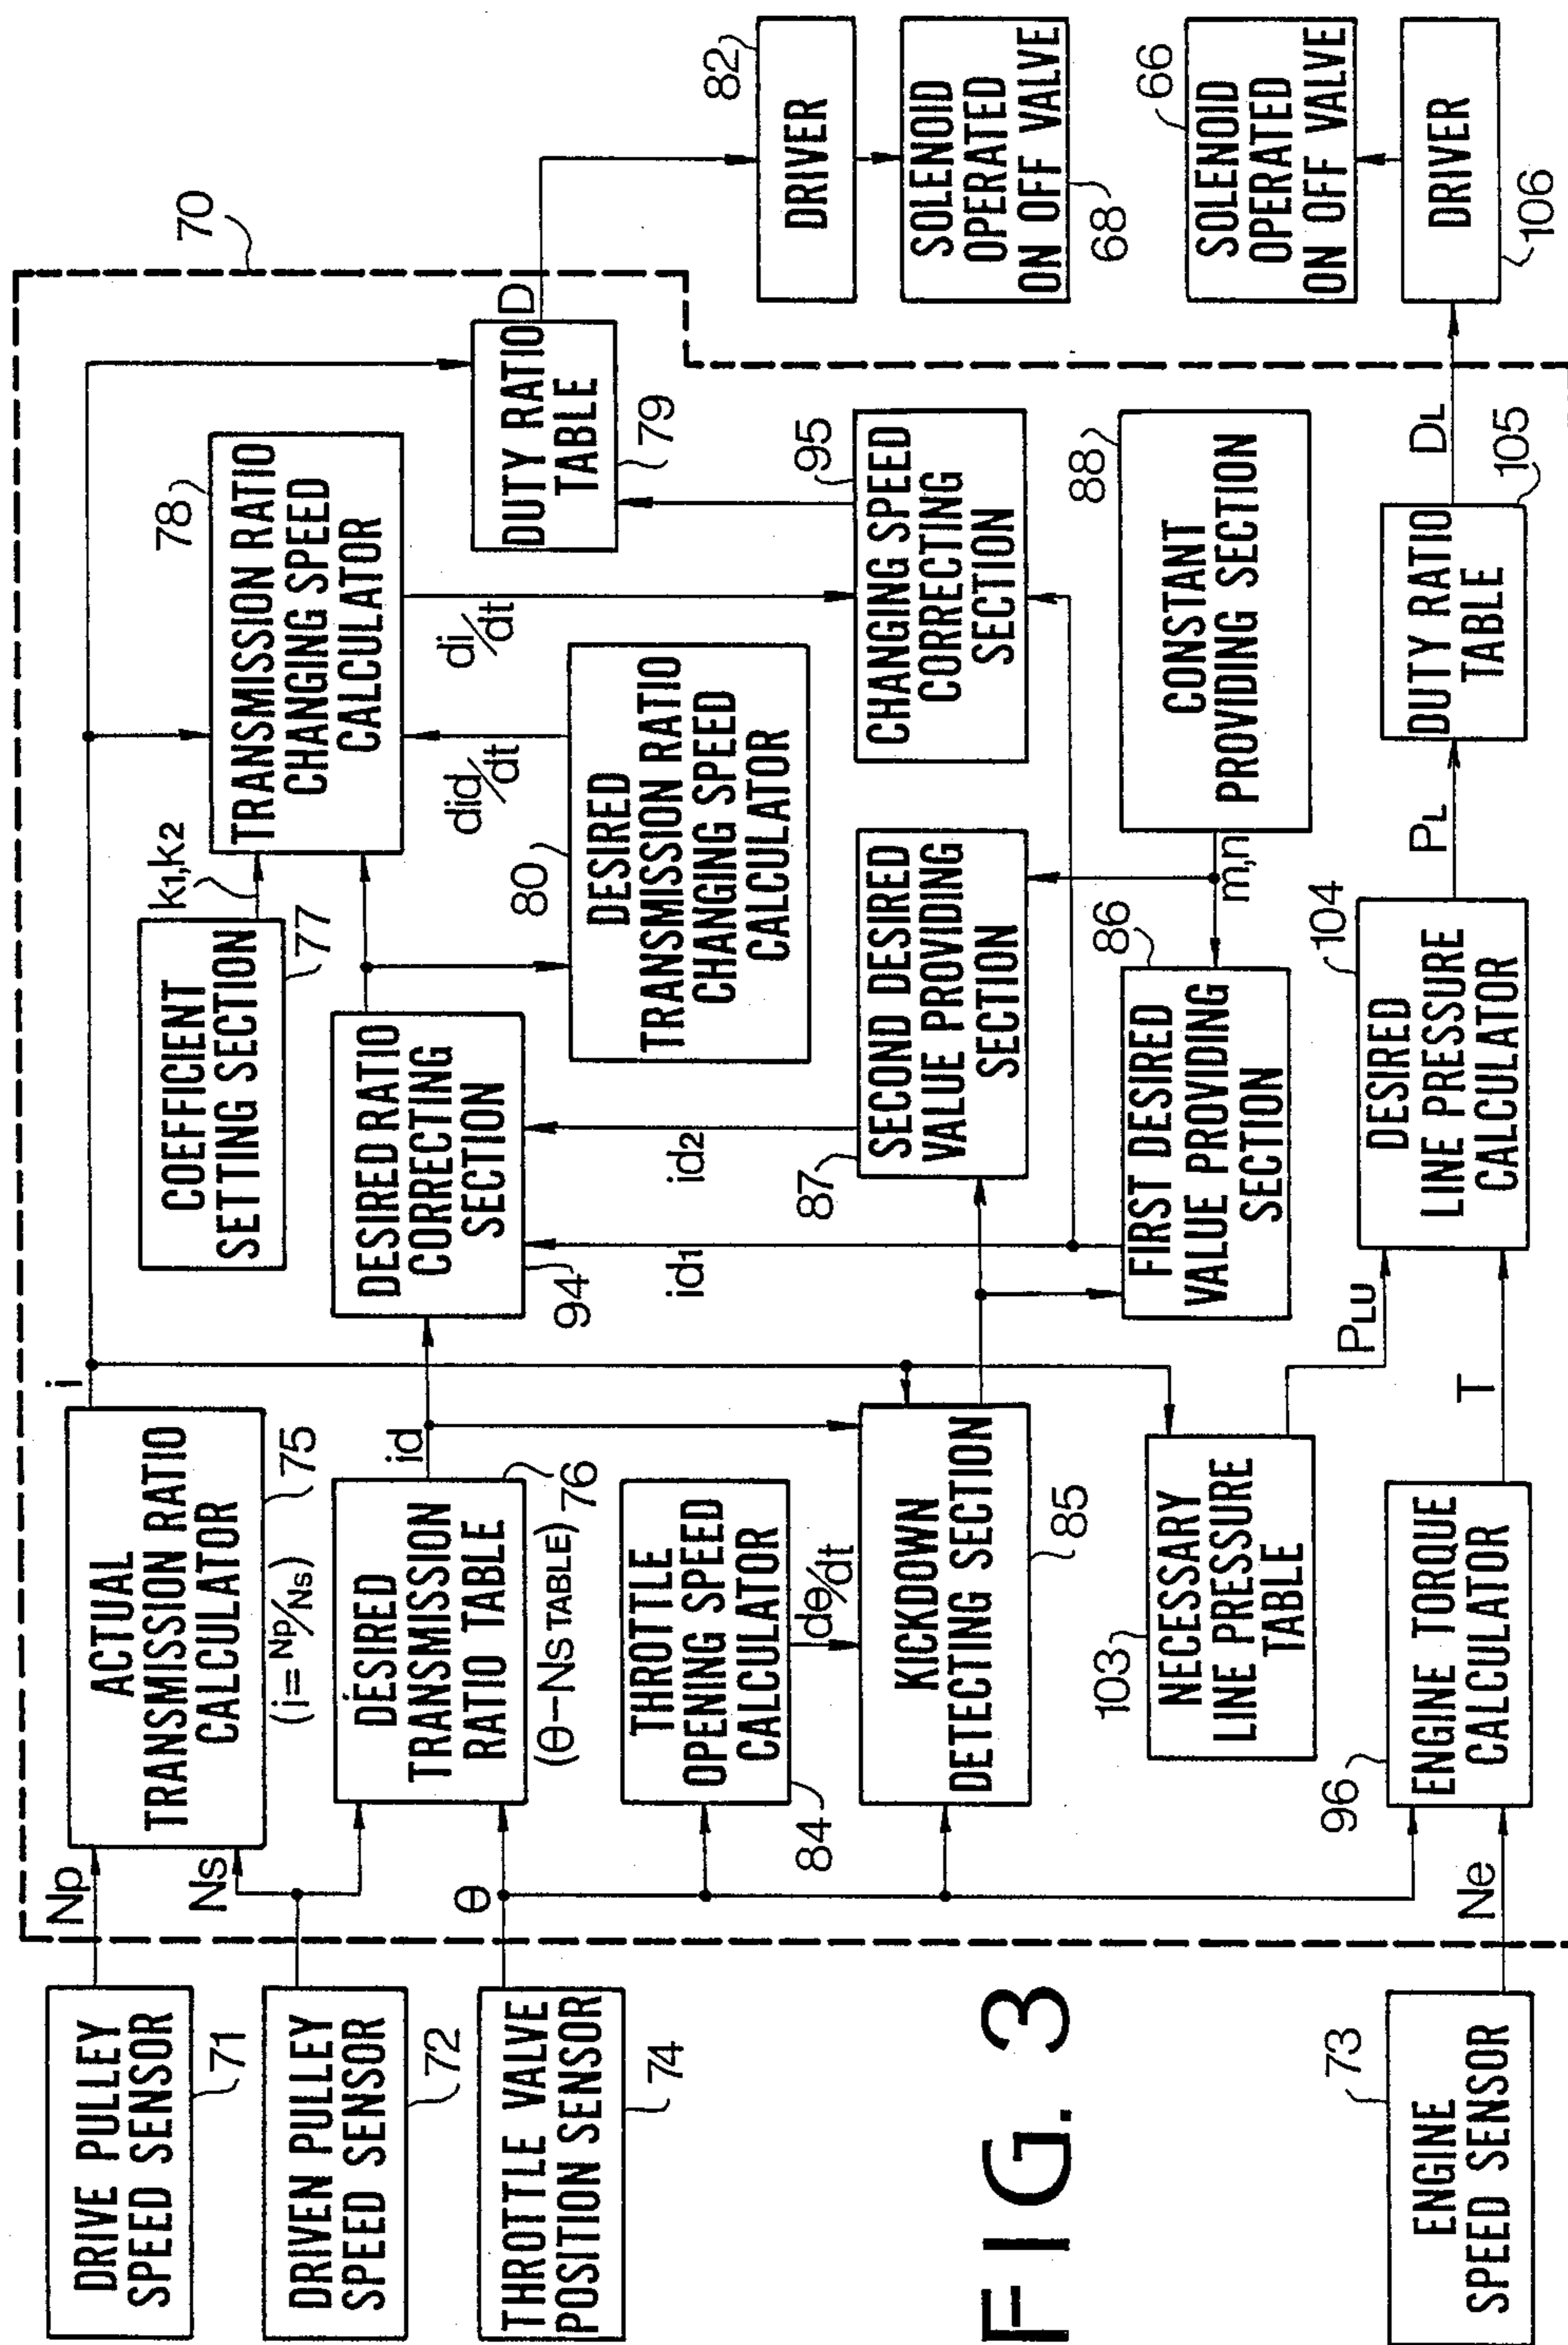 DRIVE PULLEY
SPEED SENSOR
71
DRIVEN PULLEY
SPEED SENSOR
72
THROTTLE VALVE
POSITION SENSOR
74
FIG. 3
ENGINE
SPEED SENSOR
73
Np
Ns
θ
Ne
ACTUAL
TRANSMISSION RATIO
CALCULATOR
(i=Np/Ns)
75
i
DESIRED
TRANSMISSION
RATIO TABLE
(θ-Ns TABLE)
76
id
THROTTLE
OPENING SPEED
CALCULATOR
84
dθ/dt
KICKDOWN
DETECTING SECTION
85
NECESSARY
LINE PRESSURE
TABLE
103
PLU
ENGINE TORQUE
CALCULATOR
96
T
COEFFICIENT
SETTING SECTION
77
k1,k2
DESIRED RATIO
CORRECTING
SECTION
94
id1
id2
DESIRED
TRANSMISSION RATIO
CHANGING SPEED
CALCULATOR
80
did/dt
SECOND DESIRED
VALUE PROVIDING
SECTION
87
FIRST DESIRED
VALUE PROVIDING
SECTION
86
m,n
DESIRED
LINE PRESSURE
CALCULATOR
104
PL
TRANSMISSION RATIO
CHANGING SPEED
CALCULATOR
78
di/dt
CHANGING SPEED
CORRECTING
SECTION
95
CONSTANT
PROVIDING SECTION
88
DUTY RATIO
TABLE
105
DL
DUTY RATIO
TABLE
79
D
70
DRIVER
82
SOLENOID
OPERATED
ON OFF VALVE
68
SOLENOID
OPERATED
ON OFF VALVE
66
DRIVER
106